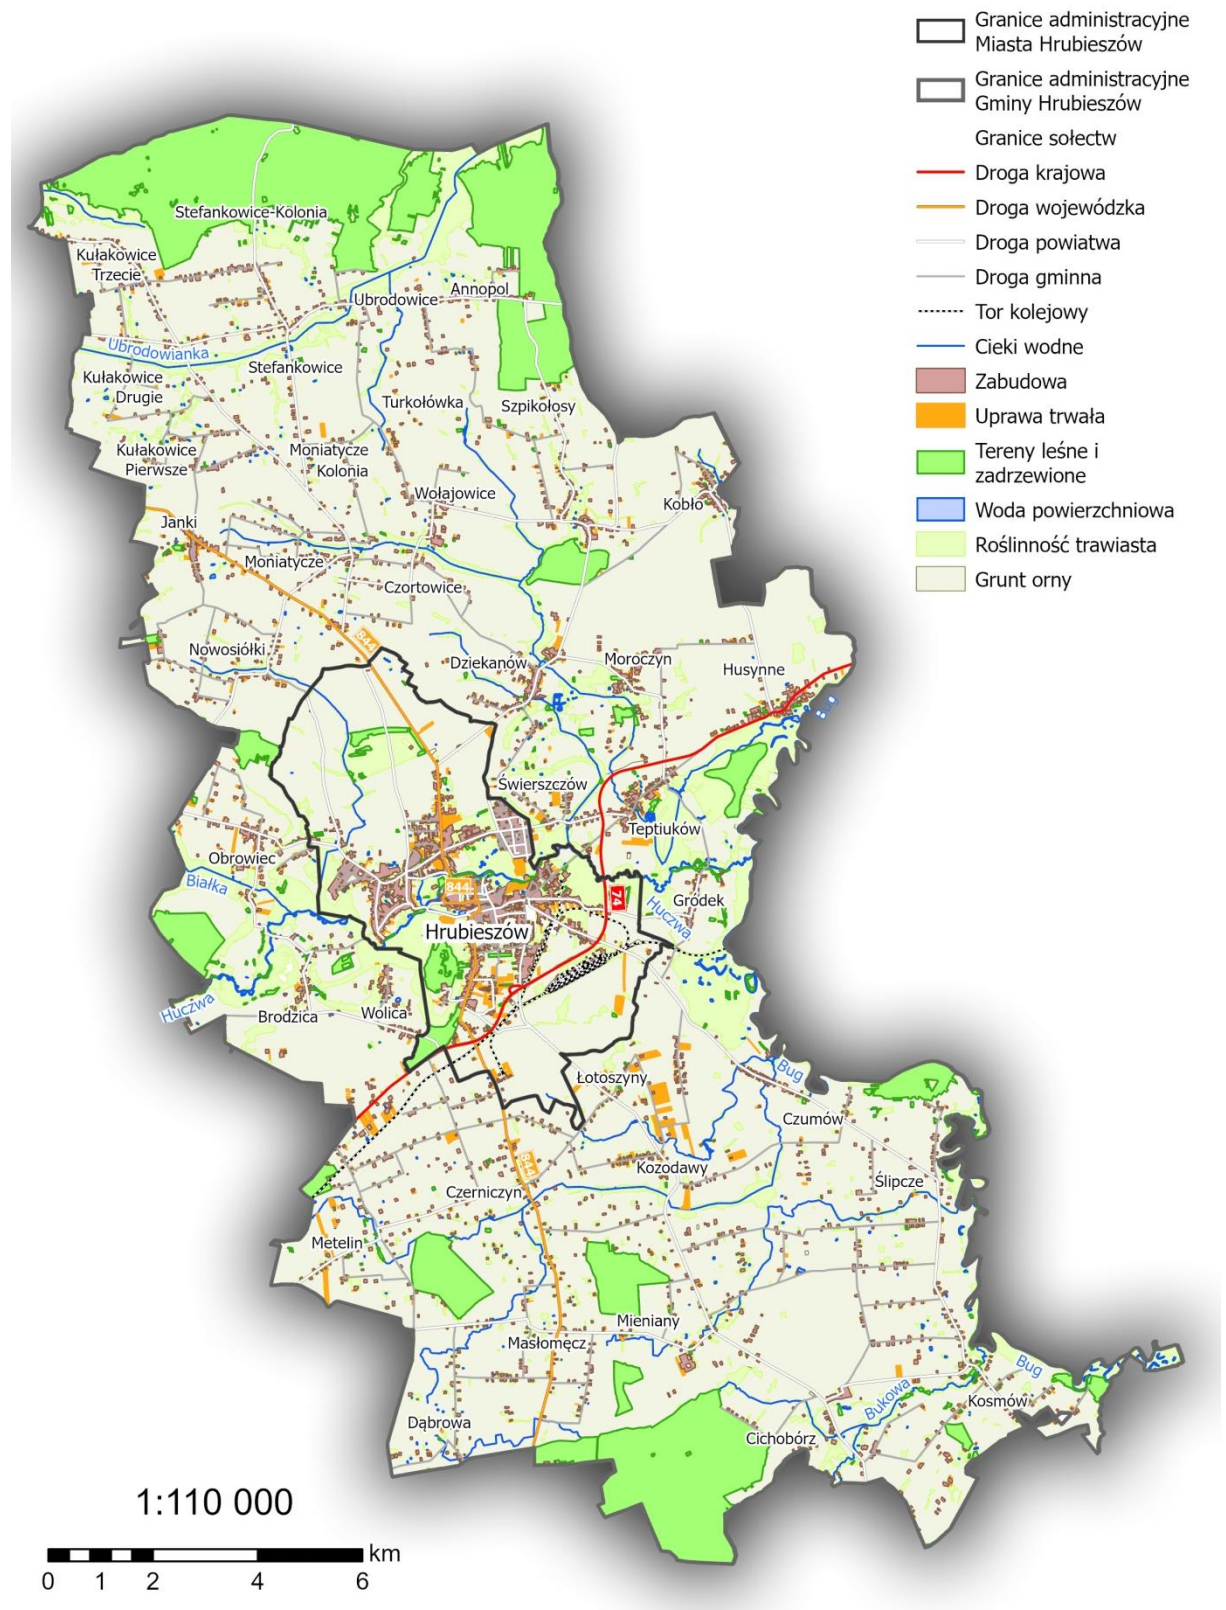 Granice administracyjne
Miasta Hrubieszów
Granice administracyjne
Gminy Hrubieszów
Granice sołectw
Droga krajowa
Droga wojewódzka
Droga powiatwa
Droga gminna
Tor kolejowy
Cieki wodne
Zabudowa
Uprawa trwała
Tereny leśne i
zadrzewione
Woda powierzchniowa
Roślinność trawiasta
Grunt orny
Stefankowice-Kolonia
Kułakowice
Trzecie
Ubrodowice
Annopol
Ubrodowianka
Stefankowice
Kułakowice
Drugie
Turkołówka
Szpikołosy
Kułakowice
Pierwsze
Moniatycze
Kolonia
Wołajowice
Kobło
Janki
Moniatycze
Czortowice
844
Nowosiółki
Dziekanów
Moroczyn
Husynne
Bug
Świerszczów
Teptiuków
Obrowiec
Białka
844
74
Gródek
Huczwa
Hrubieszów
Huczwa
Brodzica
Wolica
Łotoszyny
Bug
Czumów
844
Kozodawy
Ślipcze
Czerniczyn
Metelin
Mieniany
Masłomęcz
Bug
Bukowa
Kosmów
Dąbrowa
Cichobórz
1:110 000
km
0 1 2 4 6